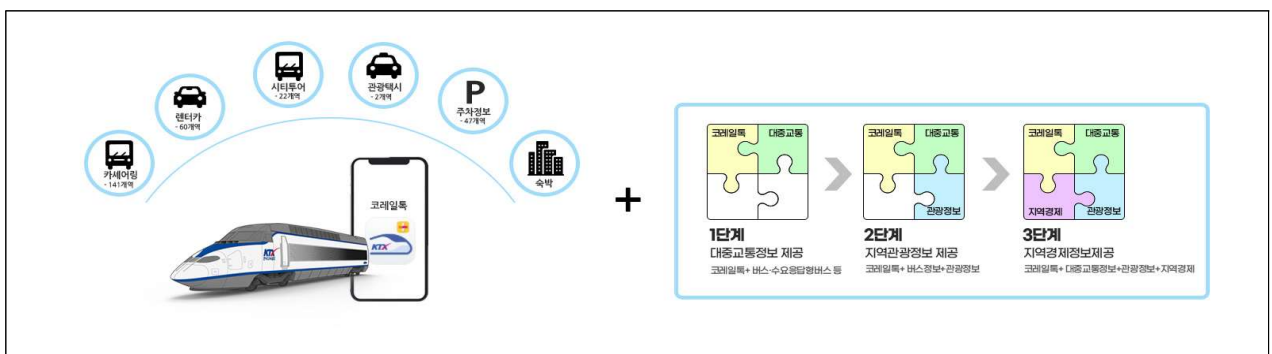 카셰어링
- 141개역
렌터카
- 60개역
시티투어
- 22개역
관광택시
- 2개역
P
주차정보
- 47개역
숙박
코레일톡
KTX
KTX
+
코레일톡 대중교통
1단계
대중교통정보 제공
코레일톡+ 버스·수요응답형버스 등
코레일톡 대중교통
관광정보
2단계
지역관광정보 제공
코레일톡+ 버스정보+관광정보
코레일톡 대중교통
지역경제 관광정보
3단계
지역경제정보제공
코레일톡+ 대중교통정보+관광정보+지역경제